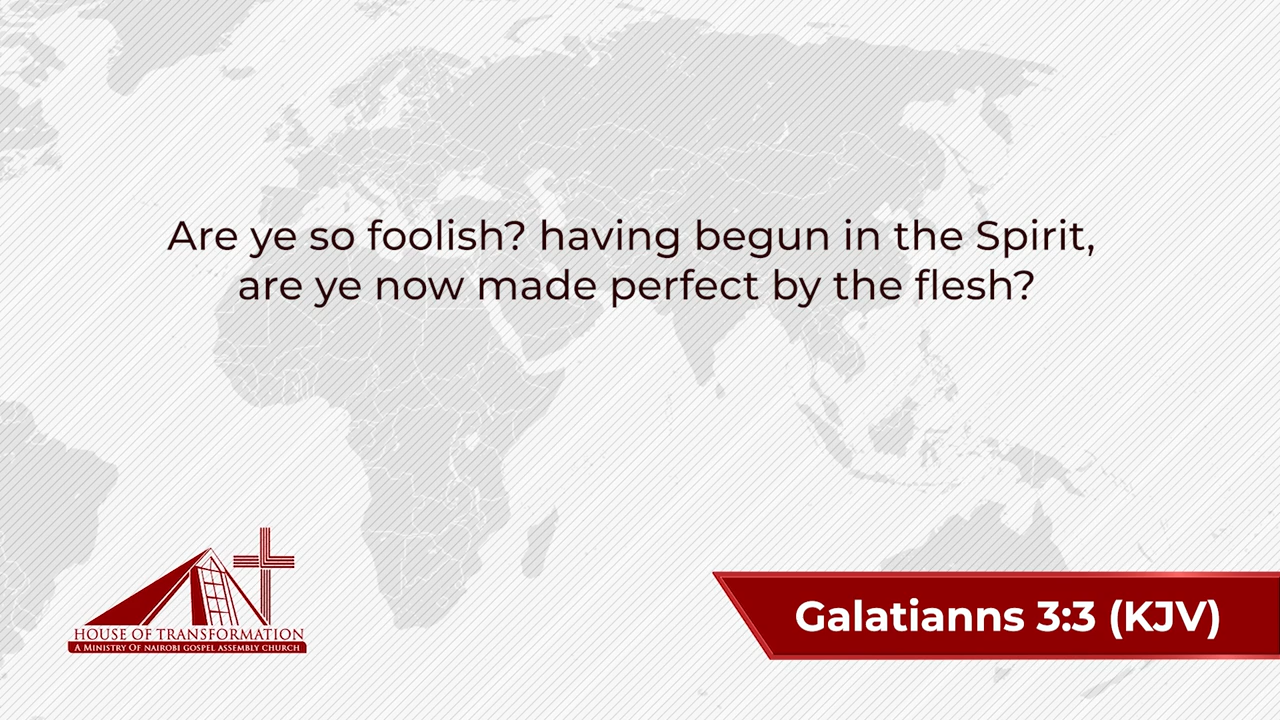 Are ye so foolish? having begun in the Spirit,
are ye now made perfect by the flesh?
HOUSE OF TRANSFORMATION
A MINISTRY OF NAIROBI GOSPEL ASSEMBLY CHURCH
Galatianns 3:3 (KJV)